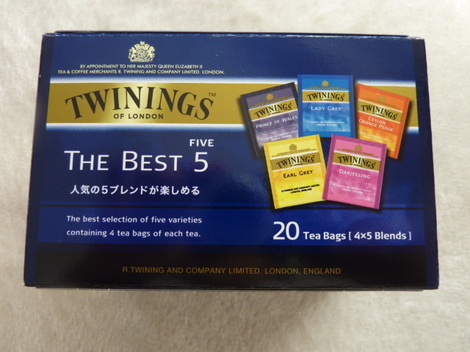 BY APPOINTMENT TO HER MAJESTY QUEEN ELIZABETH II
TEA & COFFEE MERCHANTS R. TWINING AND COMPANY LIMITED. LONDON.
TWININGS™
OF LONDON
FIVE
THE BEST 5
人気の5ブレンドが楽しめる
The best selection of five varieties
containing 4 tea bags of each tea.
TWININGS
PRINCE OF WALES
TWININGS
LADY GREY
TWININGS
CEYLON
ORANGE PEKOE
TWININGS
EARL GREY
TWININGS
DARJEELING
20 Tea Bags [ 4×5 Blends ]
R.TWINING AND COMPANY LIMITED. LONDON, ENGLAND